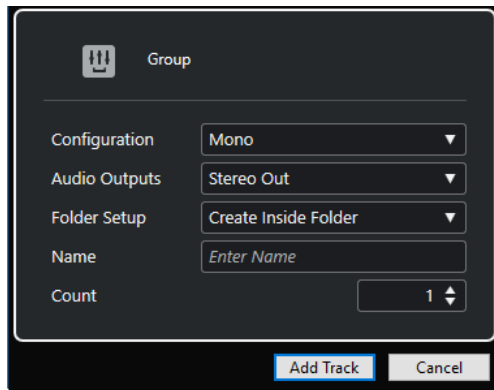 Group
Configuration Mono
Audio Outputs Stereo Out
Folder Setup Create Inside Folder
Name Enter Name
Count 1
Add Track Cancel